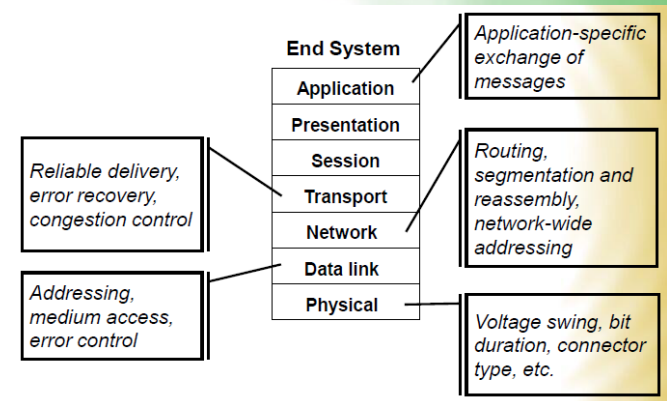 End System
Application
Presentation
Session
Transport
Network
Data link
Physical
Application-specific
exchange of
messages
Reliable delivery,
error recovery,
congestion control
Routing,
segmentation and
reassembly,
network-wide
addressing
Addressing,
medium access,
error control
Voltage swing, bit
duration, connector
type, etc.